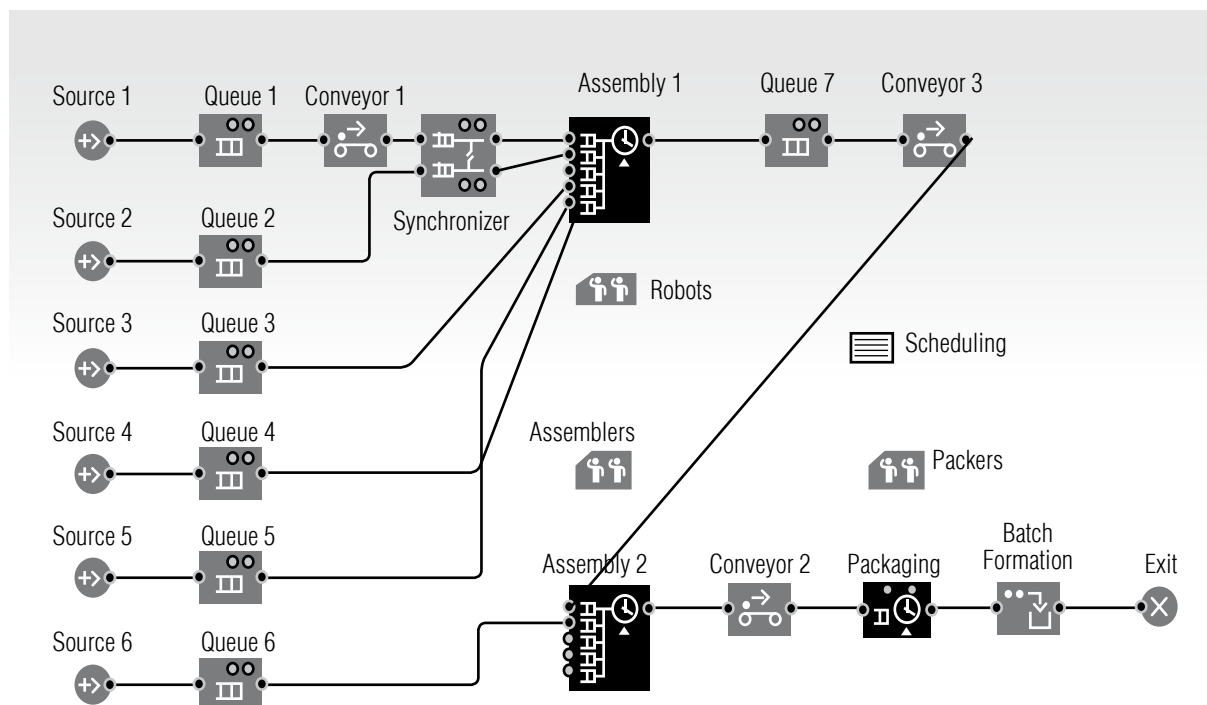 Source 1
Queue 1
Conveyor 1
Assembly 1
Queue 7
Conveyor 3
Source 2
Queue 2
Synchronizer
Robots
Source 3
Queue 3
Scheduling
Source 4
Queue 4
Assemblers
Packers
Source 5
Queue 5
Assembly 2
Conveyor 2
Packaging
Batch
Formation
Exit
Source 6
Queue 6